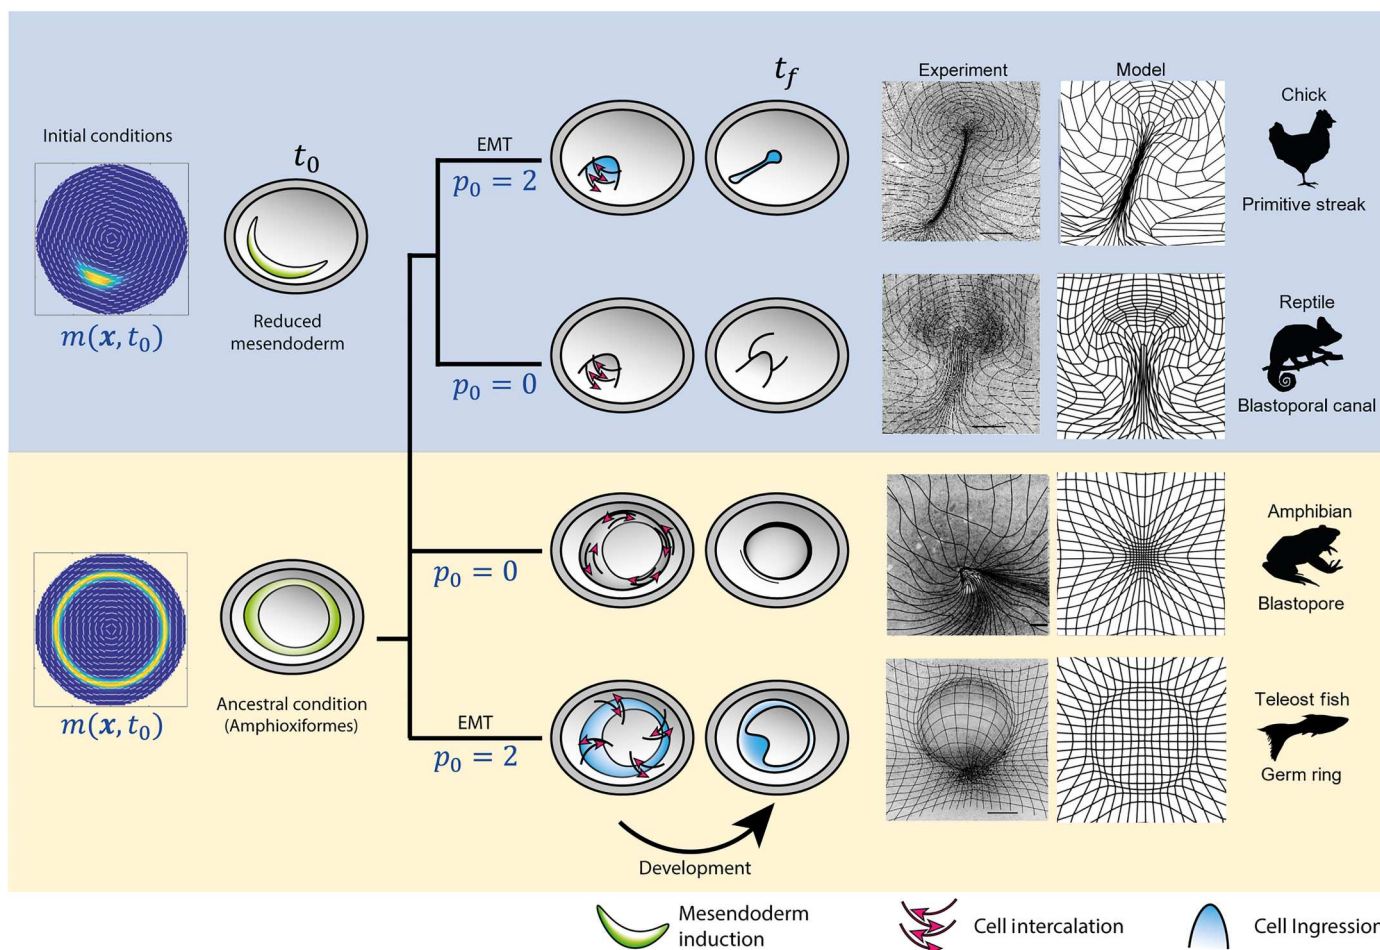 Initial conditions
m(x, t₀)
t₀
Reduced
mesendoderm
EMT
p₀ = 2
t_f
Experiment
Model
Chick
Primitive streak
p₀ = 0
Reptile
Blastoporal canal
m(x, t₀)
Ancestral condition
(Amphioxiformes)
p₀ = 0
Amphibian
Blastopore
EMT
p₀ = 2
Teleost fish
Germ ring
Development
Mesendoderm
induction
Cell intercalation
Cell Ingression